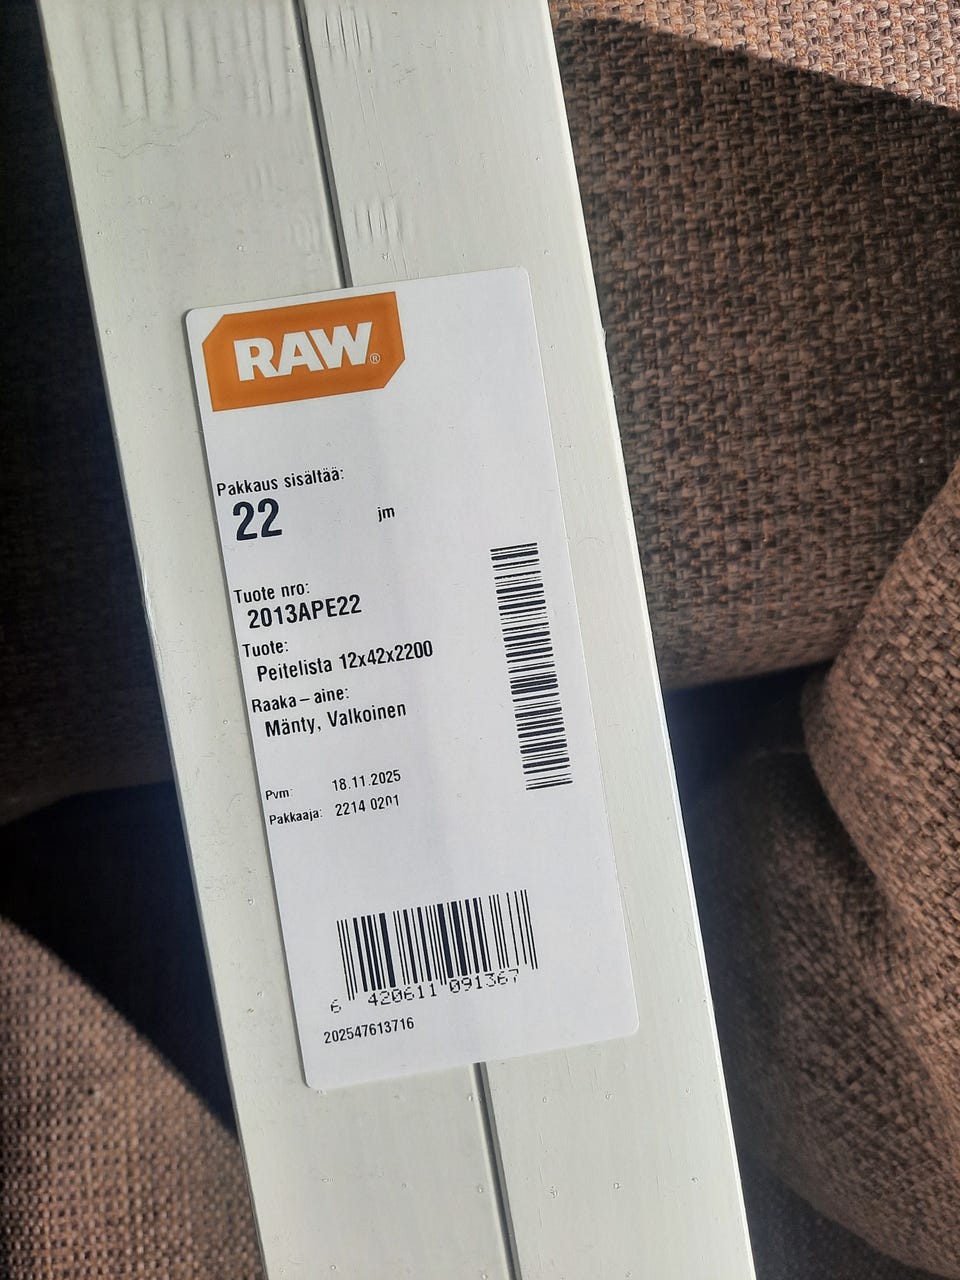 RAW®
Pakkaus sisältää:
22 jm
Tuote nro:
2013APE22
Tuote:
Peitelista 12x42x2200
Raaka-aine:
Mänty, Valkoinen
Pvm: 18.11.2025
Pakkaaja: 2214 0201
6 420611 091367
202547613716